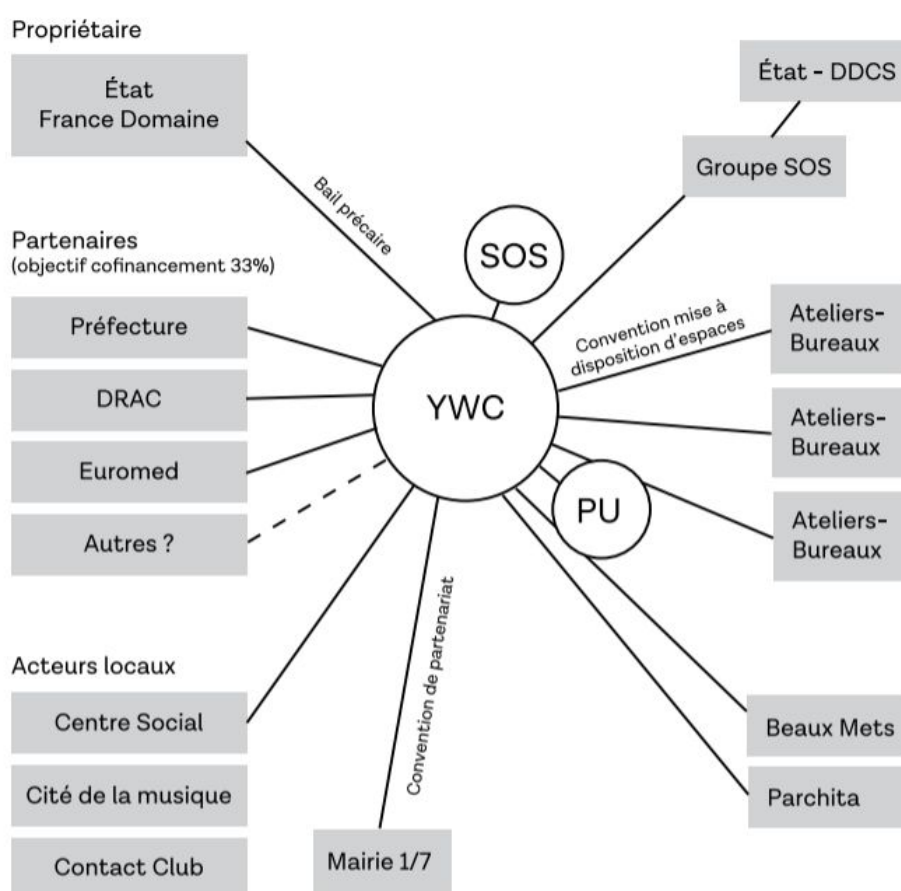 Propriétaire
État
France Domaine
État - DDCS
Groupe SOS
Bail précaire
SOS
Partenaires
(objectif cofinancement 33%)
Préfecture
DRAC
Euromed
Autres ?
YWC
Convention mise à
disposition d'espaces
Ateliers-
Bureaux
Ateliers-
Bureaux
Ateliers-
Bureaux
PU
Convention de partenariat
Acteurs locaux
Centre Social
Cité de la musique
Contact Club
Mairie 1/7
Beaux Mets
Parchita